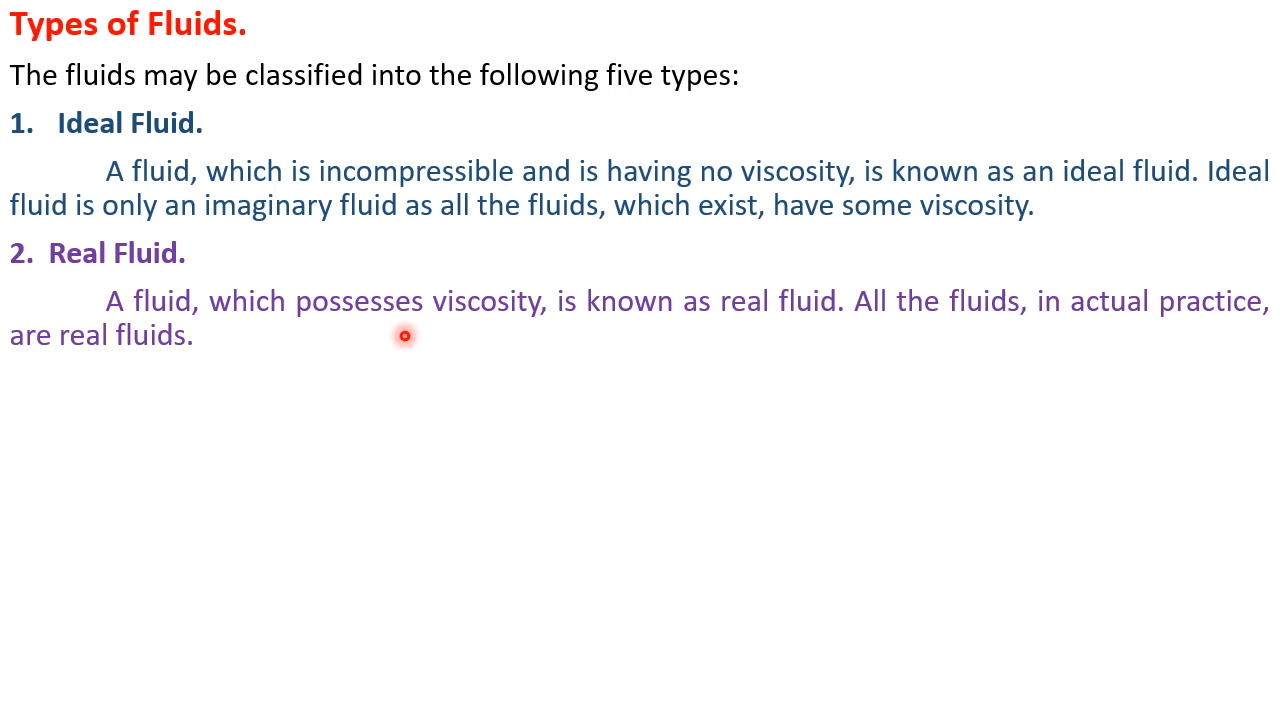 Types of Fluids.
The fluids may be classified into the following five types:
1. Ideal Fluid.
A fluid, which is incompressible and is having no viscosity, is known as an ideal fluid. Ideal
fluid is only an imaginary fluid as all the fluids, which exist, have some viscosity.
2. Real Fluid.
A fluid, which possesses viscosity, is known as real fluid. All the fluids, in actual practice,
are real fluids.